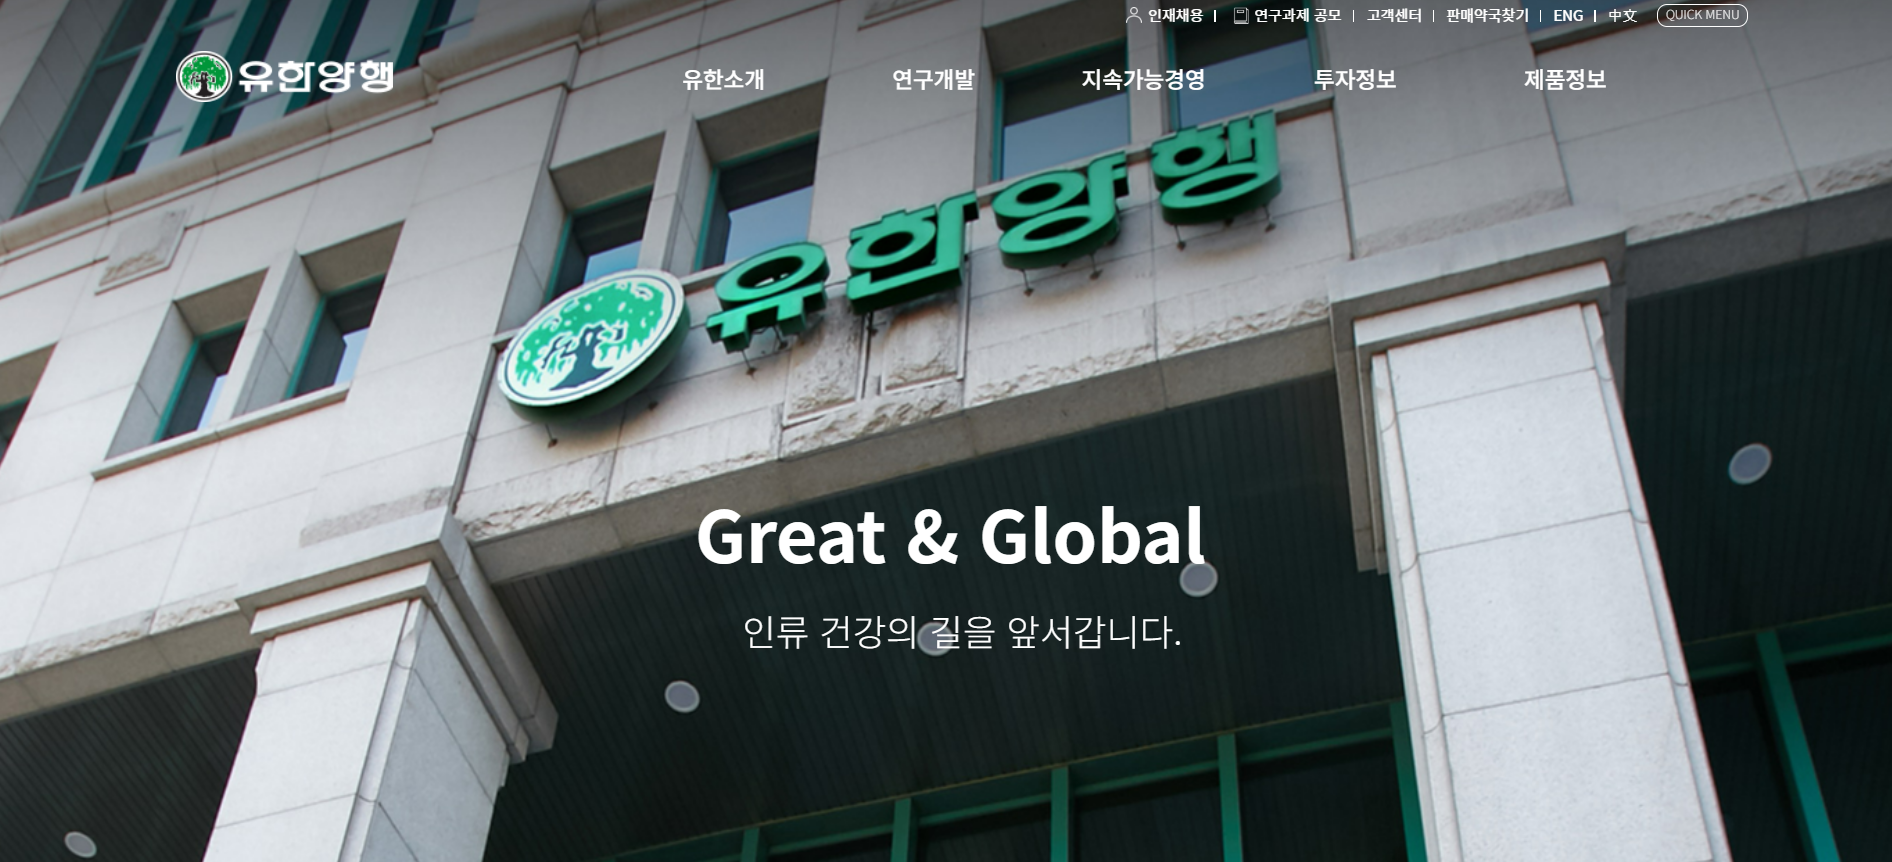 인재채용 | 연구과제 공모 | 고객센터 | 판매약국찾기 | ENG | 中文 QUICK MENU
유한양행 유한소개 연구개발 지속가능경영 투자정보 제품정보
유한양행
Great & Global
인류 건강의 길을 앞서갑니다.